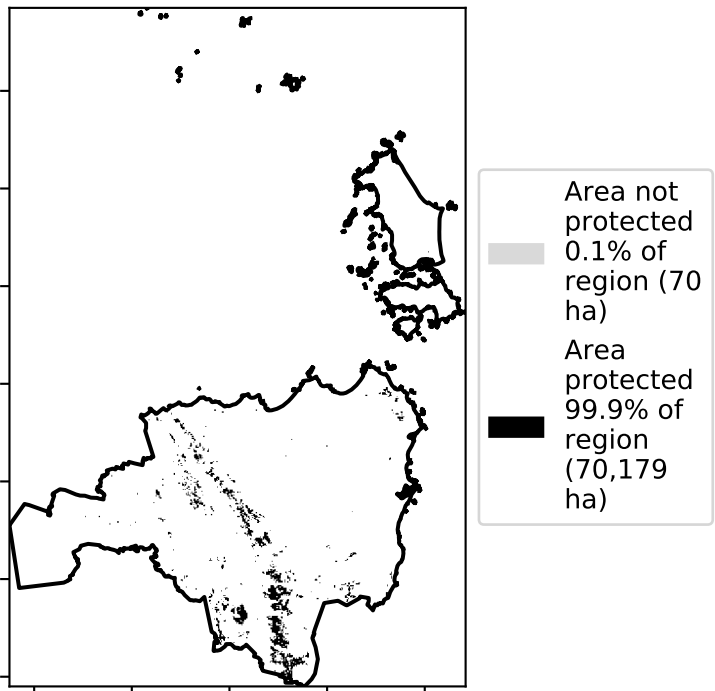 Area not
protected
0.1% of
region (70
ha)
Area
protected
99.9% of
region
(70,179
ha)